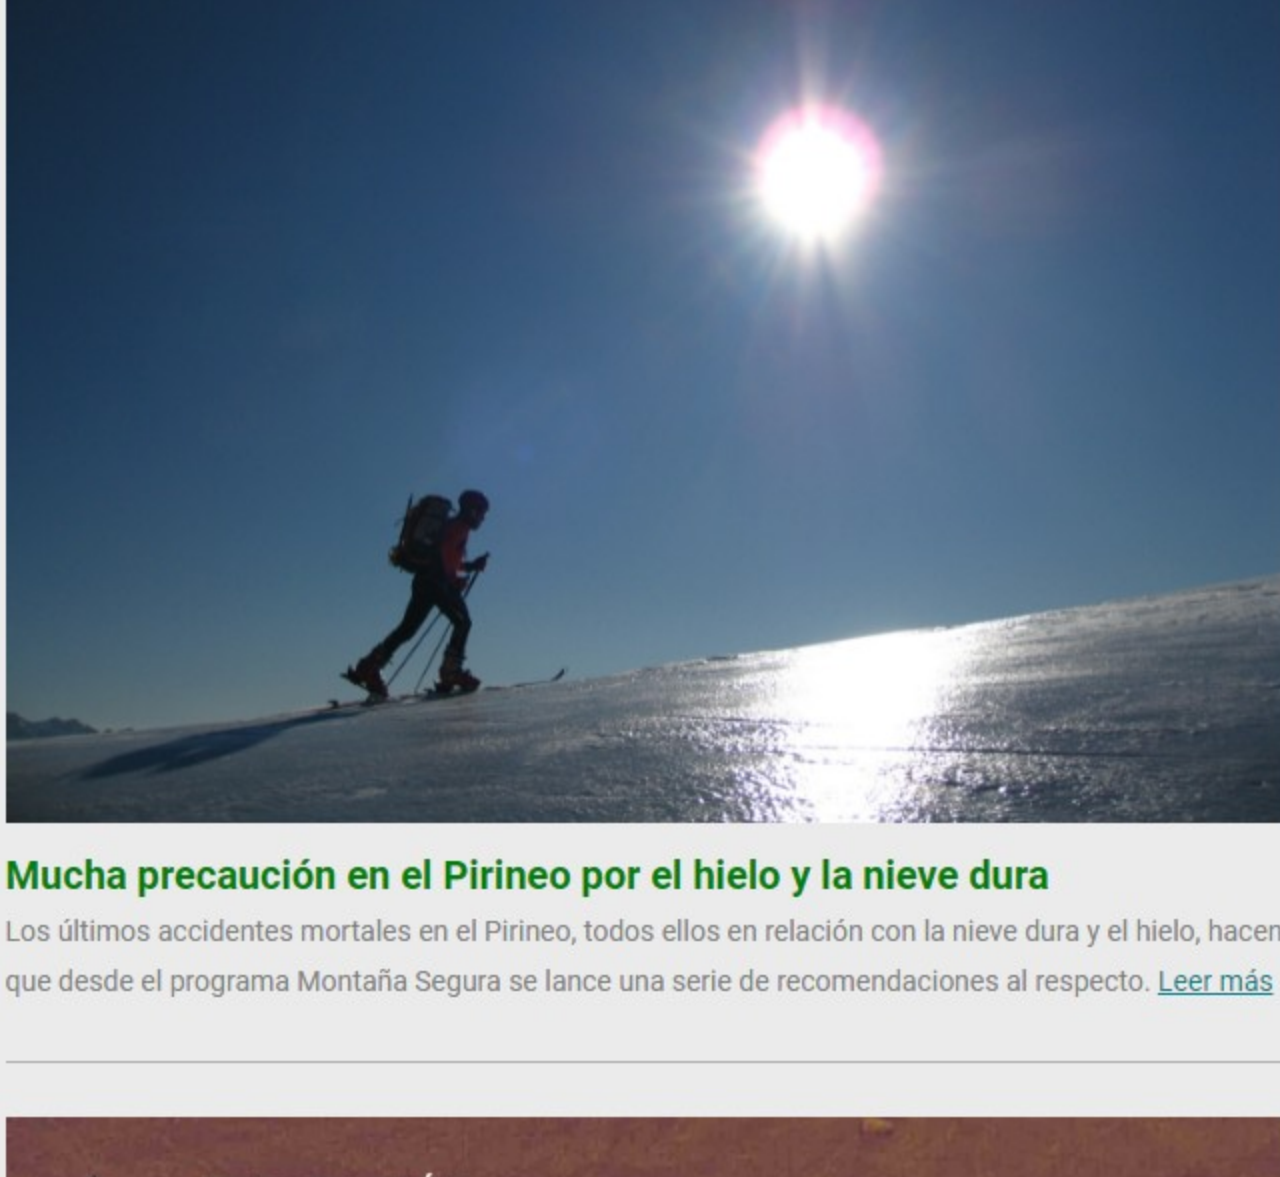 Mucha precaución en el Pirineo por el hielo y la nieve dura
Los últimos accidentes mortales en el Pirineo, todos ellos en relación con la nieve dura y el hielo, hacen
que desde el programa Montaña Segura se lance una serie de recomendaciones al respecto. Leer más